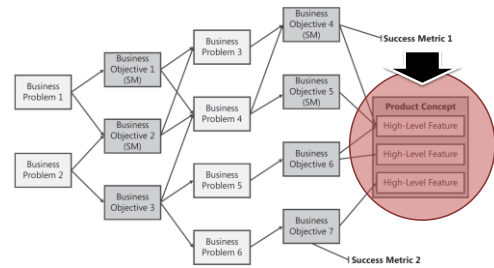 Business
Problem 1
Business
Problem 2
Business
Objective 1
(SM)
Business
Objective 2
(SM)
Business
Objective 3
Business
Problem 3
Business
Problem 4
Business
Problem 5
Business
Problem 6
Business
Objective 4
(SM)
Business
Objective 5
(SM)
Business
Objective 6
Business
Objective 7
Success Metric 1
Product Concept
High-Level Feature
High-Level Feature
High-Level Feature
Success Metric 2